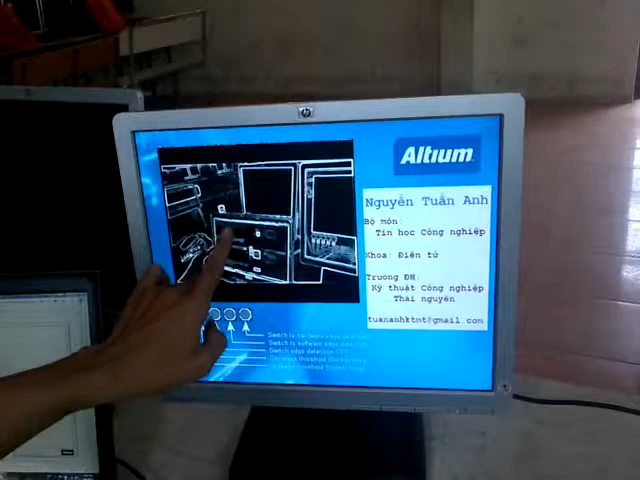 hp
Altium
Nguyễn Tuấn Anh
Bộ môn:
Tin học Công nghiệp
Khoa: Điện tử
Trường ĐH:
Kỹ thuật Công nghiệp
Thái nguyên
tuananhktmt@gmail.com
Switch to hardware edge detection
Switch to software edge detection
Switch edge detection OFF